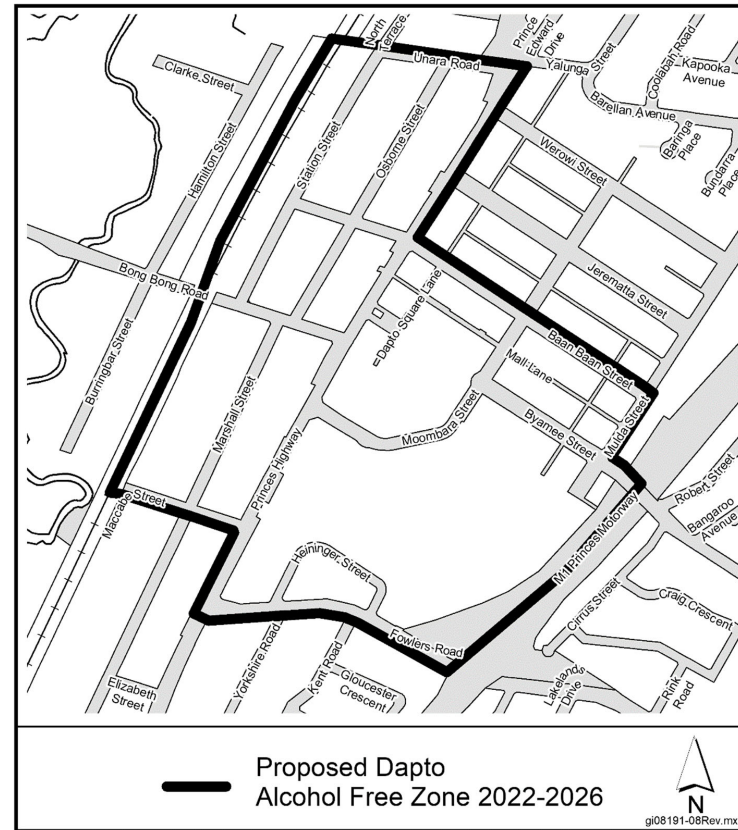 North
Terrace
Prince
Edward
Drive
Unara Road
Yalunga Street
Coolabah Road
Kapooka
Avenue
Clarke Street
Hamilton Street
Station Street
Osborne Street
Barellan Avenue
Baringa
Place
Bundarra
Place
Werowi Street
Jerematta Street
Bong Bong Road
Dapto Square Lane
Baan Baan Street
Mall Lane
Burringbar Street
Marshall Street
Moombara Street
Byamee Street
Mulda Street
Princes Highway
Maccabe Street
M1 Princes Motorway
Robert Street
Bangaroo
Avenue
Heininger Street
Cirrus Street
Craig Crescent
Fowlers Road
Yorkshire Road
Kent Road
Gloucester
Crescent
Elizabeth
Street
Lakelands
Drive
Rink
Road
Proposed Dapto
Alcohol Free Zone 2022-2026
N
gi08191-08Rev.mx